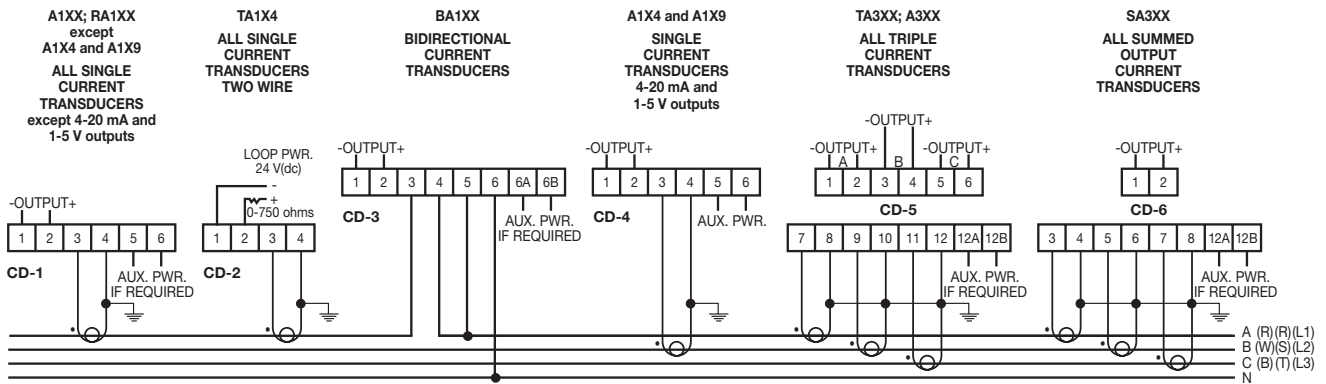 A1XX; RA1XX
except
A1X4 and A1X9
ALL SINGLE
CURRENT
TRANSDUCERS
except 4-20 mA and
1-5 V outputs
-OUTPUT+
1 2 3 4 5 6
CD-1
AUX. PWR.
IF REQUIRED
TA1X4
ALL SINGLE
CURRENT
TRANSDUCERS
TWO WIRE
LOOP PWR.
24 V(dc)
-
+
0-750 ohms
1 2 3 4
CD-2
BA1XX
BIDIRECTIONAL
CURRENT
TRANSDUCERS
-OUTPUT+
1 2 3 4 5 6 6A 6B
CD-3
AUX. PWR.
IF REQUIRED
A1X4 and A1X9
SINGLE
CURRENT
TRANSDUCERS
4-20 mA and
1-5 V outputs
-OUTPUT+
1 2 3 4 5 6
CD-4
AUX. PWR.
TA3XX; A3XX
ALL TRIPLE
CURRENT
TRANSDUCERS
-OUTPUT+
-OUTPUT+ -OUTPUT+
A B C
1 2 3 4 5 6
CD-5
7 8 9 10 11 12 12A 12B
AUX. PWR.
IF REQUIRED
SA3XX
ALL SUMMED
OUTPUT
CURRENT
TRANSDUCERS
-OUTPUT+
1 2
CD-6
3 4 5 6 7 8 12A 12B
AUX. PWR.
IF REQUIRED
A (R)(R)(L1)
B (W)(S)(L2)
C (B)(T)(L3)
N